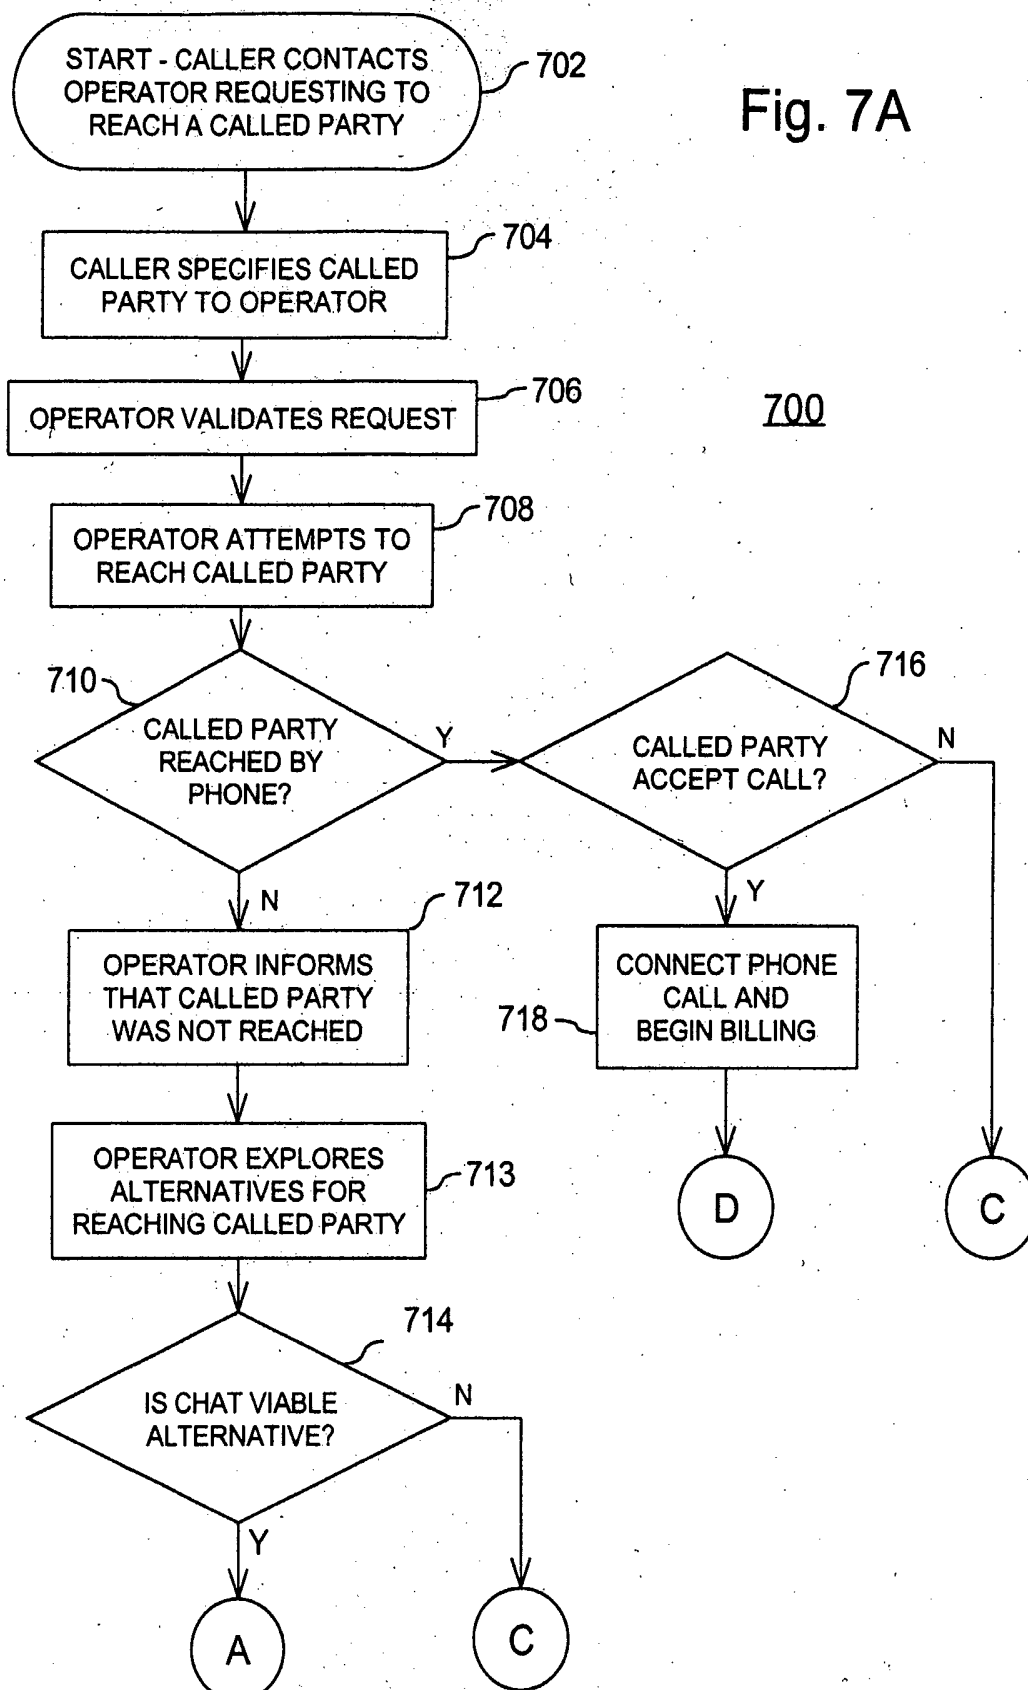 START - CALLER CONTACTS
OPERATOR REQUESTING TO
REACH A CALLED PARTY
702
Fig. 7A
704
CALLER SPECIFIES CALLED
PARTY TO OPERATOR
706
OPERATOR VALIDATES REQUEST
700
708
OPERATOR ATTEMPTS TO
REACH CALLED PARTY
710
CALLED PARTY
REACHED BY
PHONE?
Y
716
CALLED PARTY
ACCEPT CALL?
N
N
Y
712
OPERATOR INFORMS
THAT CALLED PARTY
WAS NOT REACHED
CONNECT PHONE
CALL AND
BEGIN BILLING
718
OPERATOR EXPLORES
ALTERNATIVES FOR
REACHING CALLED PARTY
713
D
C
714
IS CHAT VIABLE
ALTERNATIVE?
N
Y
A
C